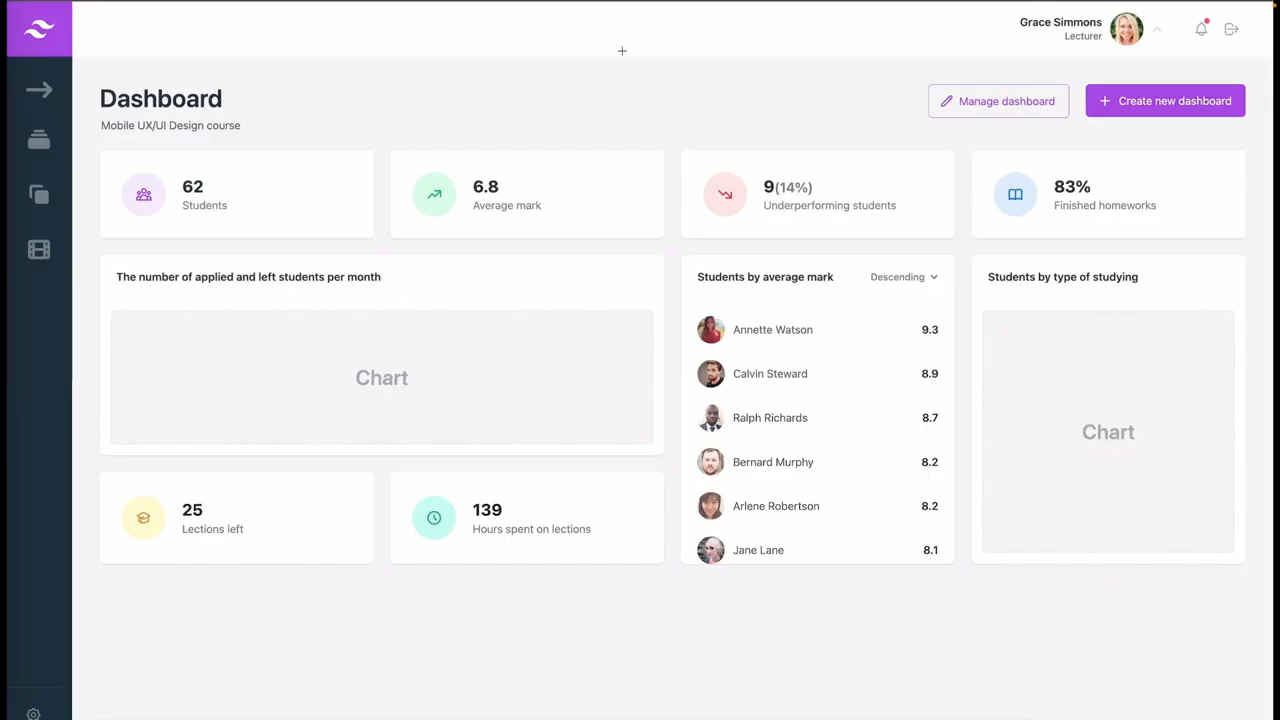 Grace Simmons
Lecturer
Dashboard
Mobile UX/UI Design course
Manage dashboard
Create new dashboard
62
Students
6.8
Average mark
9(14%)
Underperforming students
83%
Finished homeworks
The number of applied and left students per month
Chart
25
Lections left
139
Hours spent on lections
Students by average mark
Descending
Annette Watson 9.3
Calvin Steward 8.9
Ralph Richards 8.7
Bernard Murphy 8.2
Arlene Robertson 8.2
Jane Lane 8.1
Students by type of studying
Chart